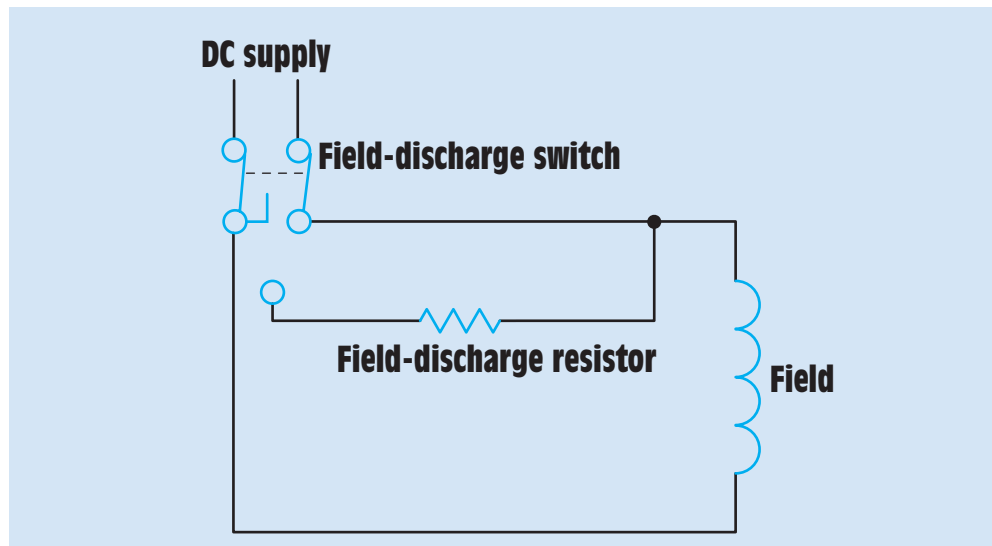 DC supply
Field-discharge switch
Field-discharge resistor
Field